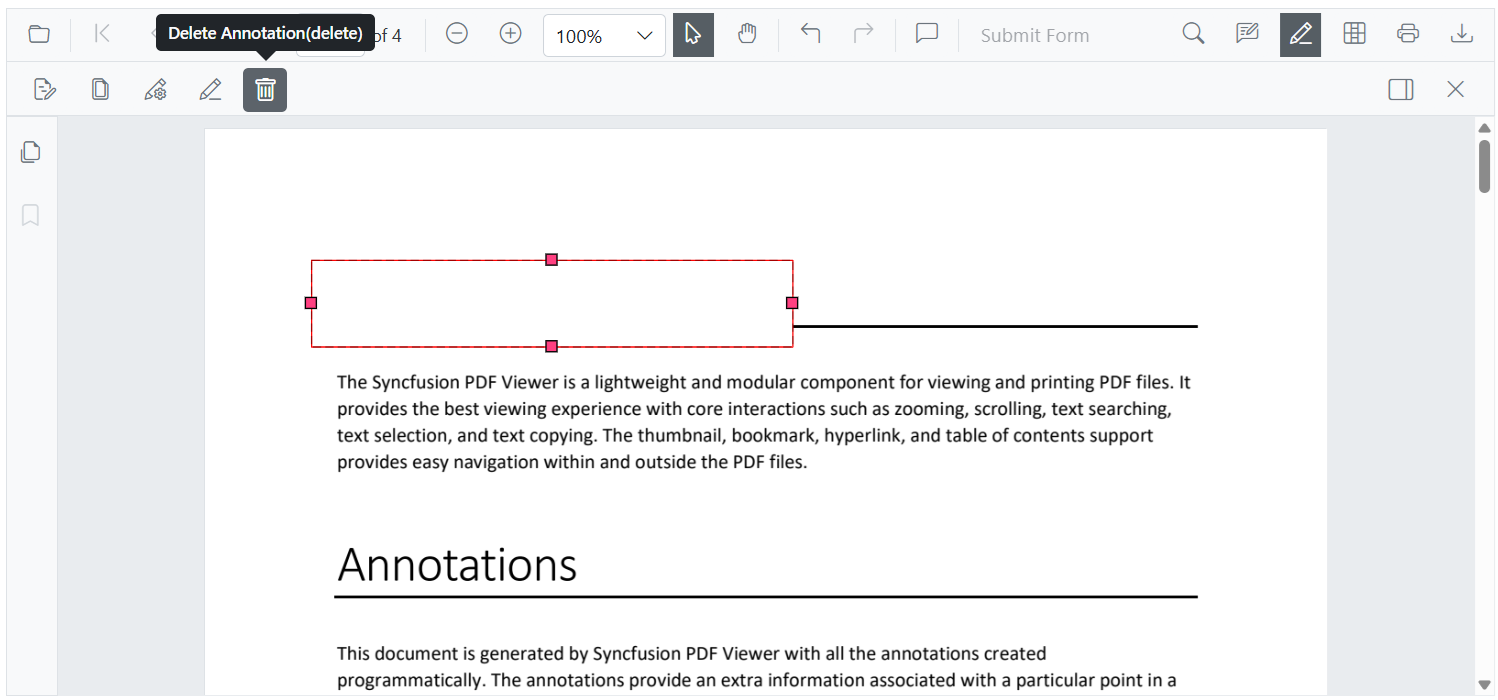 Delete Annotation(delete)
of 4
100%
Submit Form
The Syncfusion PDF Viewer is a lightweight and modular component for viewing and printing PDF files. It
provides the best viewing experience with core interactions such as zooming, scrolling, text searching,
text selection, and text copying. The thumbnail, bookmark, hyperlink, and table of contents support
provides easy navigation within and outside the PDF files.
Annotations
This document is generated by Syncfusion PDF Viewer with all the annotations created
programmatically. The annotations provide an extra information associated with a particular point in a